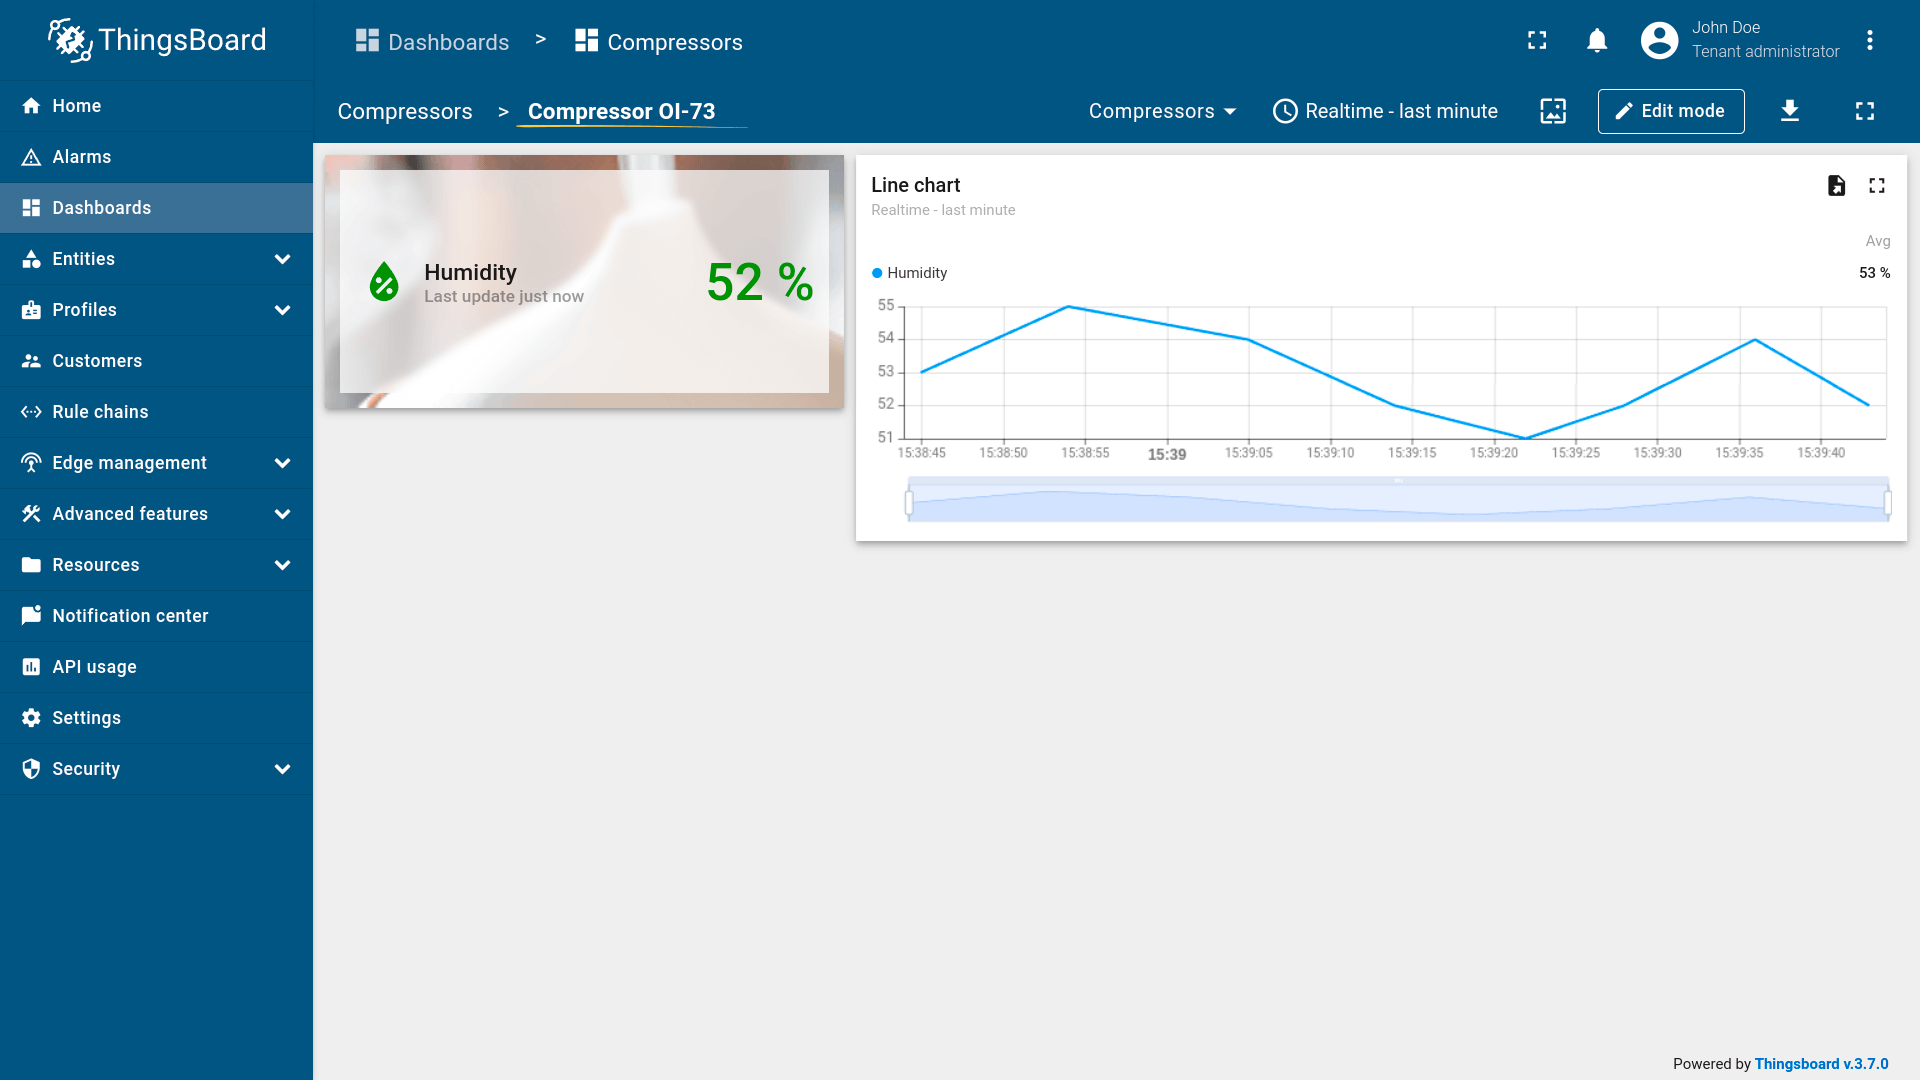 ThingsBoard
Dashboards > Compressors
John Doe
Tenant administrator
Home
Alarms
Dashboards
Entities
Profiles
Customers
Rule chains
Edge management
Advanced features
Resources
Notification center
API usage
Settings
Security
Compressors > Compressor OI-73
Compressors
Realtime - last minute
Edit mode
Humidity
Last update just now
52 %
Line chart
Realtime - last minute
Avg
Humidity 53 %
55
54
53
52
51
15:38:45 15:38:50 15:38:55 15:39 15:39:05 15:39:10 15:39:15 15:39:20 15:39:25 15:39:30 15:39:35 15:39:40
Powered by Thingsboard v.3.7.0